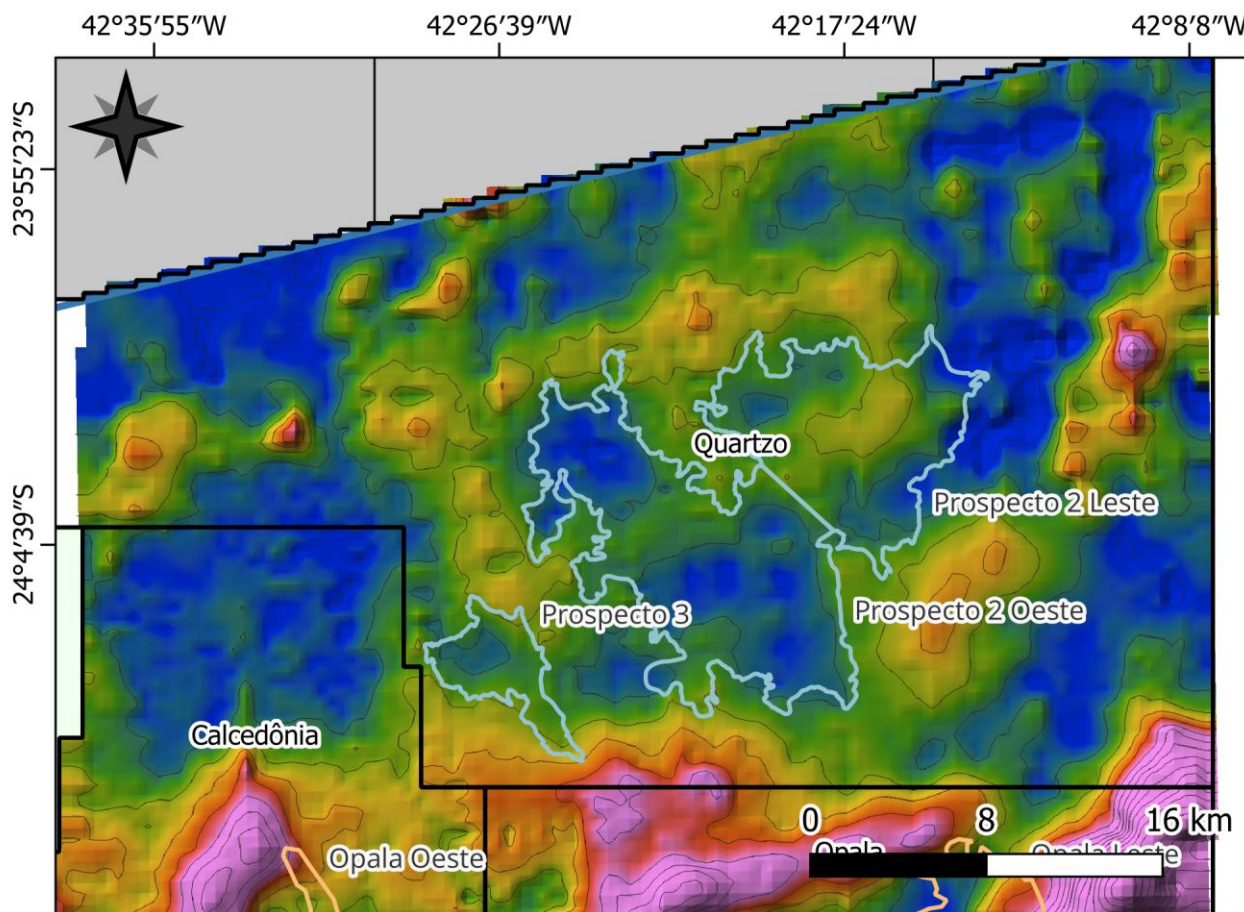 42°35′55″W
42°26′39″W
42°17′24″W
42°8′8″W
23°55′23″S
24°4′39″S
Quartzo
Prospecto 2 Leste
Prospecto 3
Prospecto 2 Oeste
Calcedônia
0
8
16 km
Opala
Opala Leste
Opala Oeste